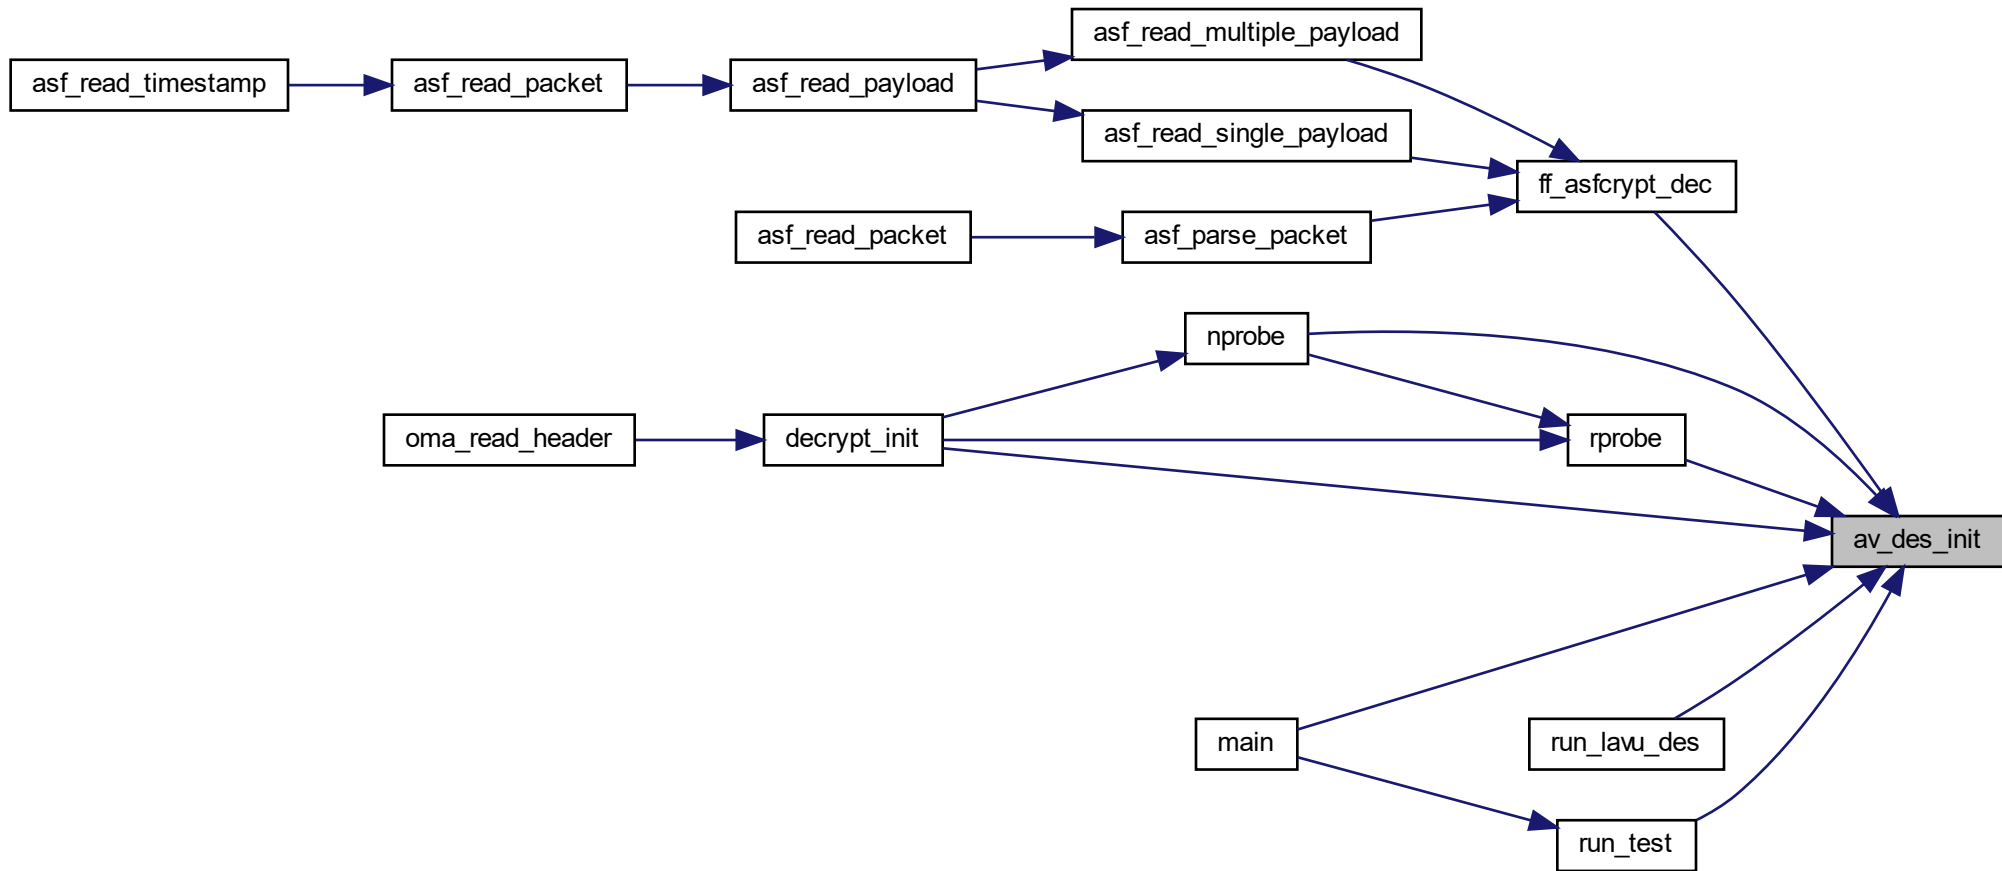 asf_read_multiple_payload
asf_read_timestamp
asf_read_packet
asf_read_payload
asf_read_single_payload
ff_asfcrypt_dec
asf_read_packet
asf_parse_packet
nprobe
oma_read_header
decrypt_init
rprobe
av_des_init
main
run_lavu_des
run_test